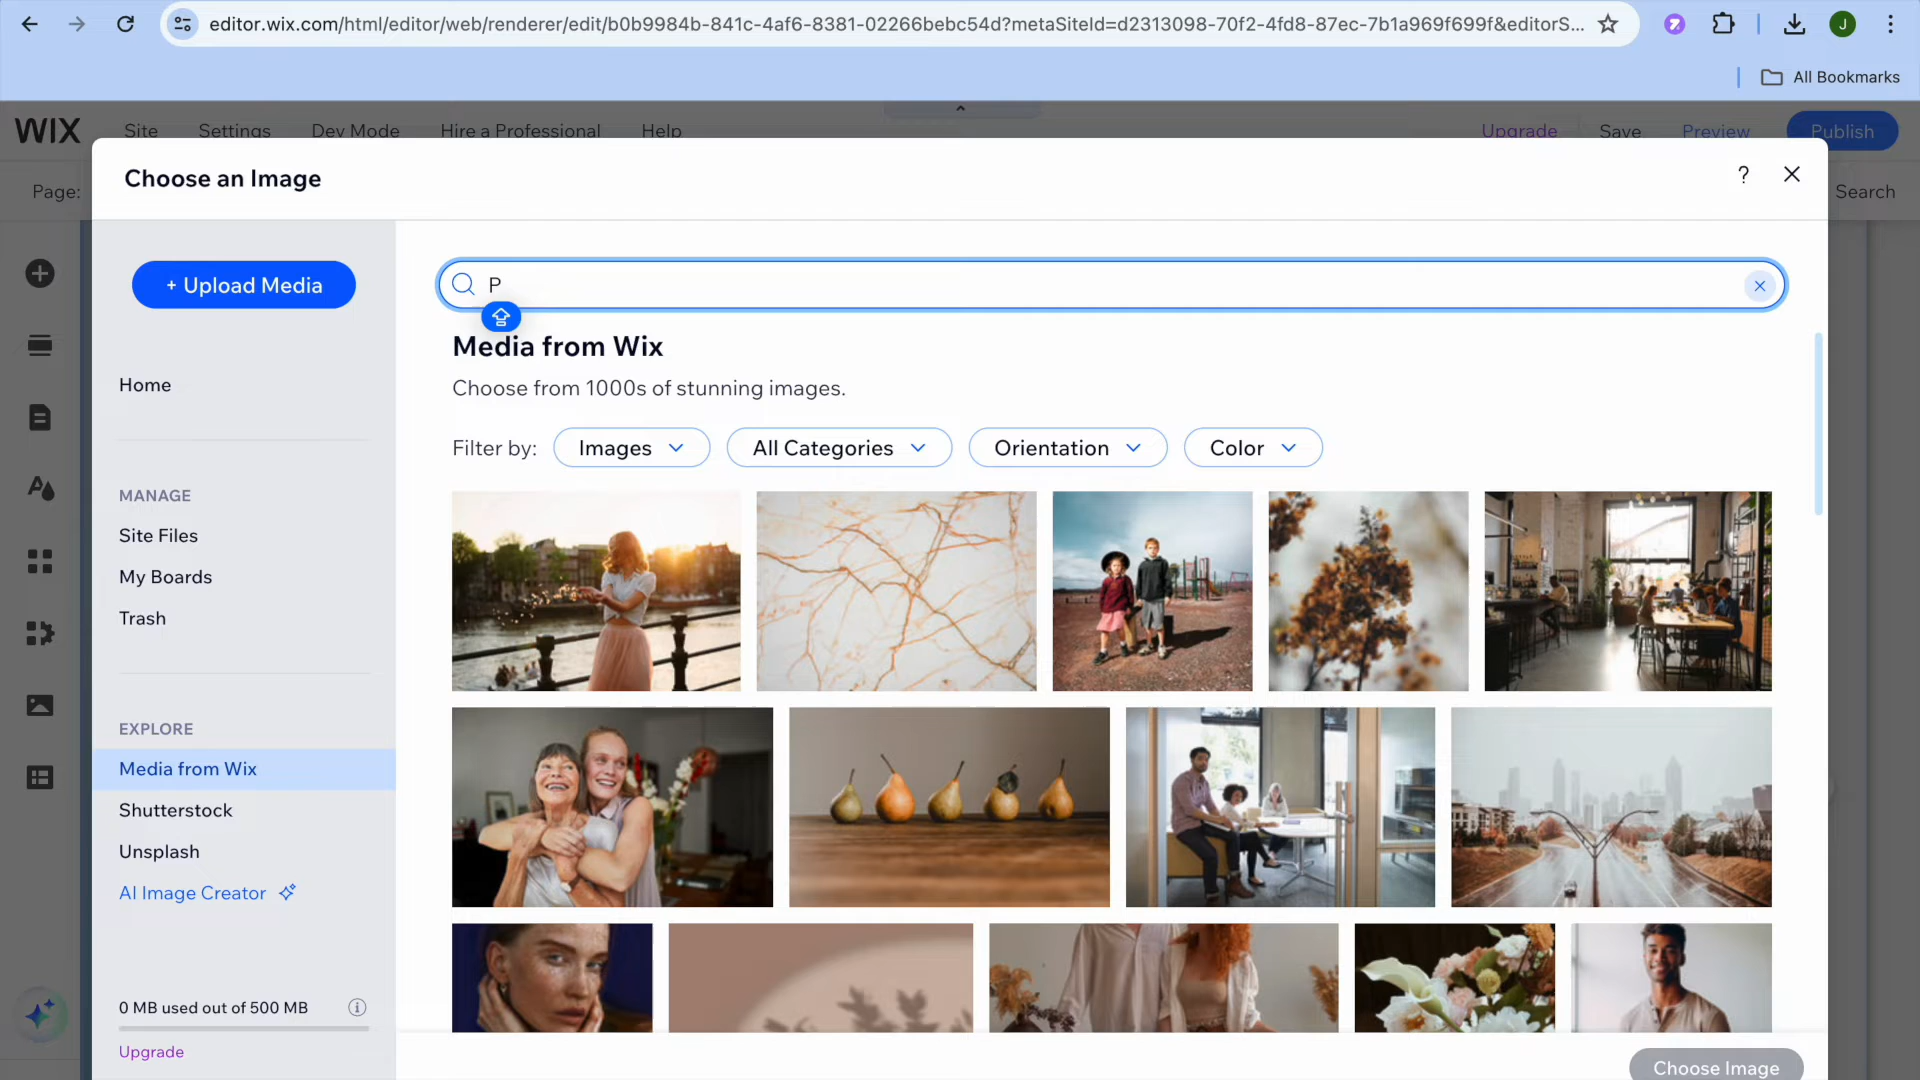 editor.wix.com/html/editor/web/renderer/edit/b0b9984b-841c-4af6-8381-02266bebc54d?metaSiteId=d2313098-70f2-4fd8-87ec-7b1a969f699f&editorS...
J
All Bookmarks
WIX Site Settings Dev Mode Hire a Professional Help Upgrade Save Preview Publish
Page: Search
Choose an Image ?
+ Upload Media
P
Media from Wix
Choose from 1000s of stunning images.
Filter by: Images All Categories Orientation Color
Home
MANAGE
Site Files
My Boards
Trash
EXPLORE
Media from Wix
Shutterstock
Unsplash
AI Image Creator
0 MB used out of 500 MB
Upgrade
Choose Image